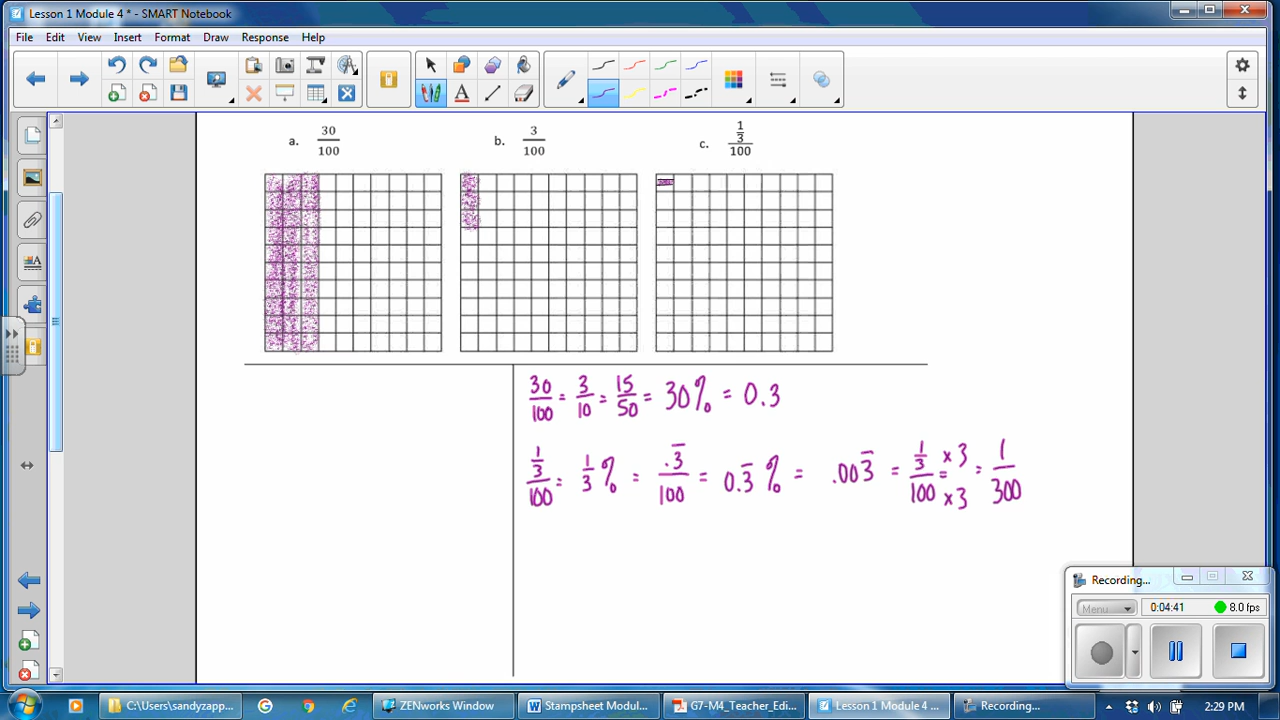 Lesson 1 Module 4 * - SMART Notebook
File Edit View Insert Format Draw Response Help
a. 30/100 b. 3/100 c. 1/3/100
30/100 = 3/10 = 15/50 = 30% = 0.3
1/3/100 = 1/3 % = .3̅/100 = 0.3̅ % = .003̅ = 1/3 × 3/100 × 3 = = 1/300
Recording...
Menu 0:04:41 8.0 fps
C:\Users\sandyzapp... ZENworks Window Stampsheet Modul... G7-M4_Teacher_Edi... Lesson 1 Module 4 ... Recording... 2:29 PM